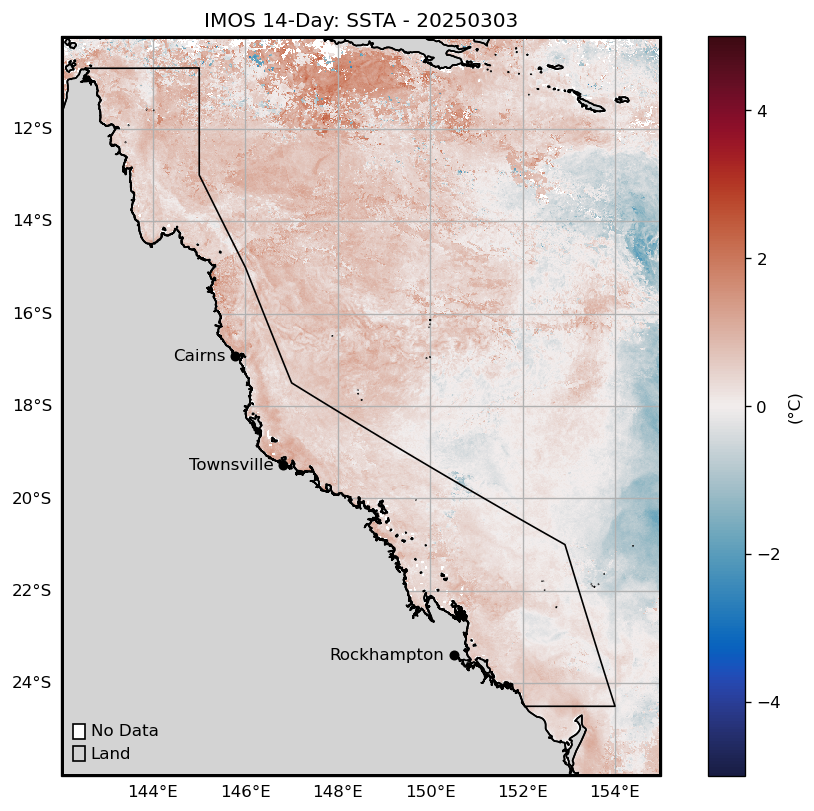 IMOS 14-Day: SSTA - 20250303
12°S
14°S
16°S
18°S
20°S
22°S
24°S
Cairns
Townsville
Rockhampton
No Data
Land
144°E
146°E
148°E
150°E
152°E
154°E
4
2
0
−2
−4
(°C)